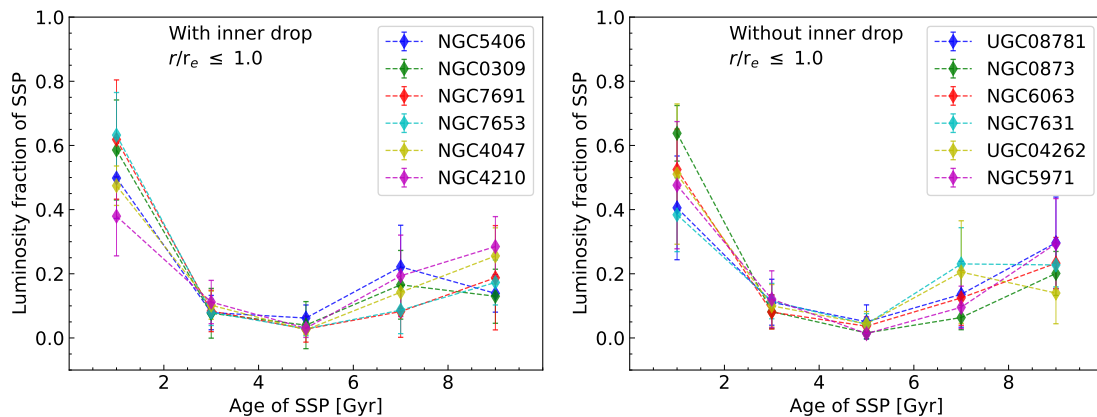 With inner drop
r/rₑ ≤ 1.0
NGC5406
NGC0309
NGC7691
NGC7653
NGC4047
NGC4210
Luminosity fraction of SSP
1.0
0.8
0.6
0.4
0.2
0.0
2
4
6
8
Age of SSP [Gyr]
Without inner drop
r/rₑ ≤ 1.0
UGC08781
NGC0873
NGC6063
NGC7631
UGC04262
NGC5971
Luminosity fraction of SSP
1.0
0.8
0.6
0.4
0.2
0.0
2
4
6
8
Age of SSP [Gyr]